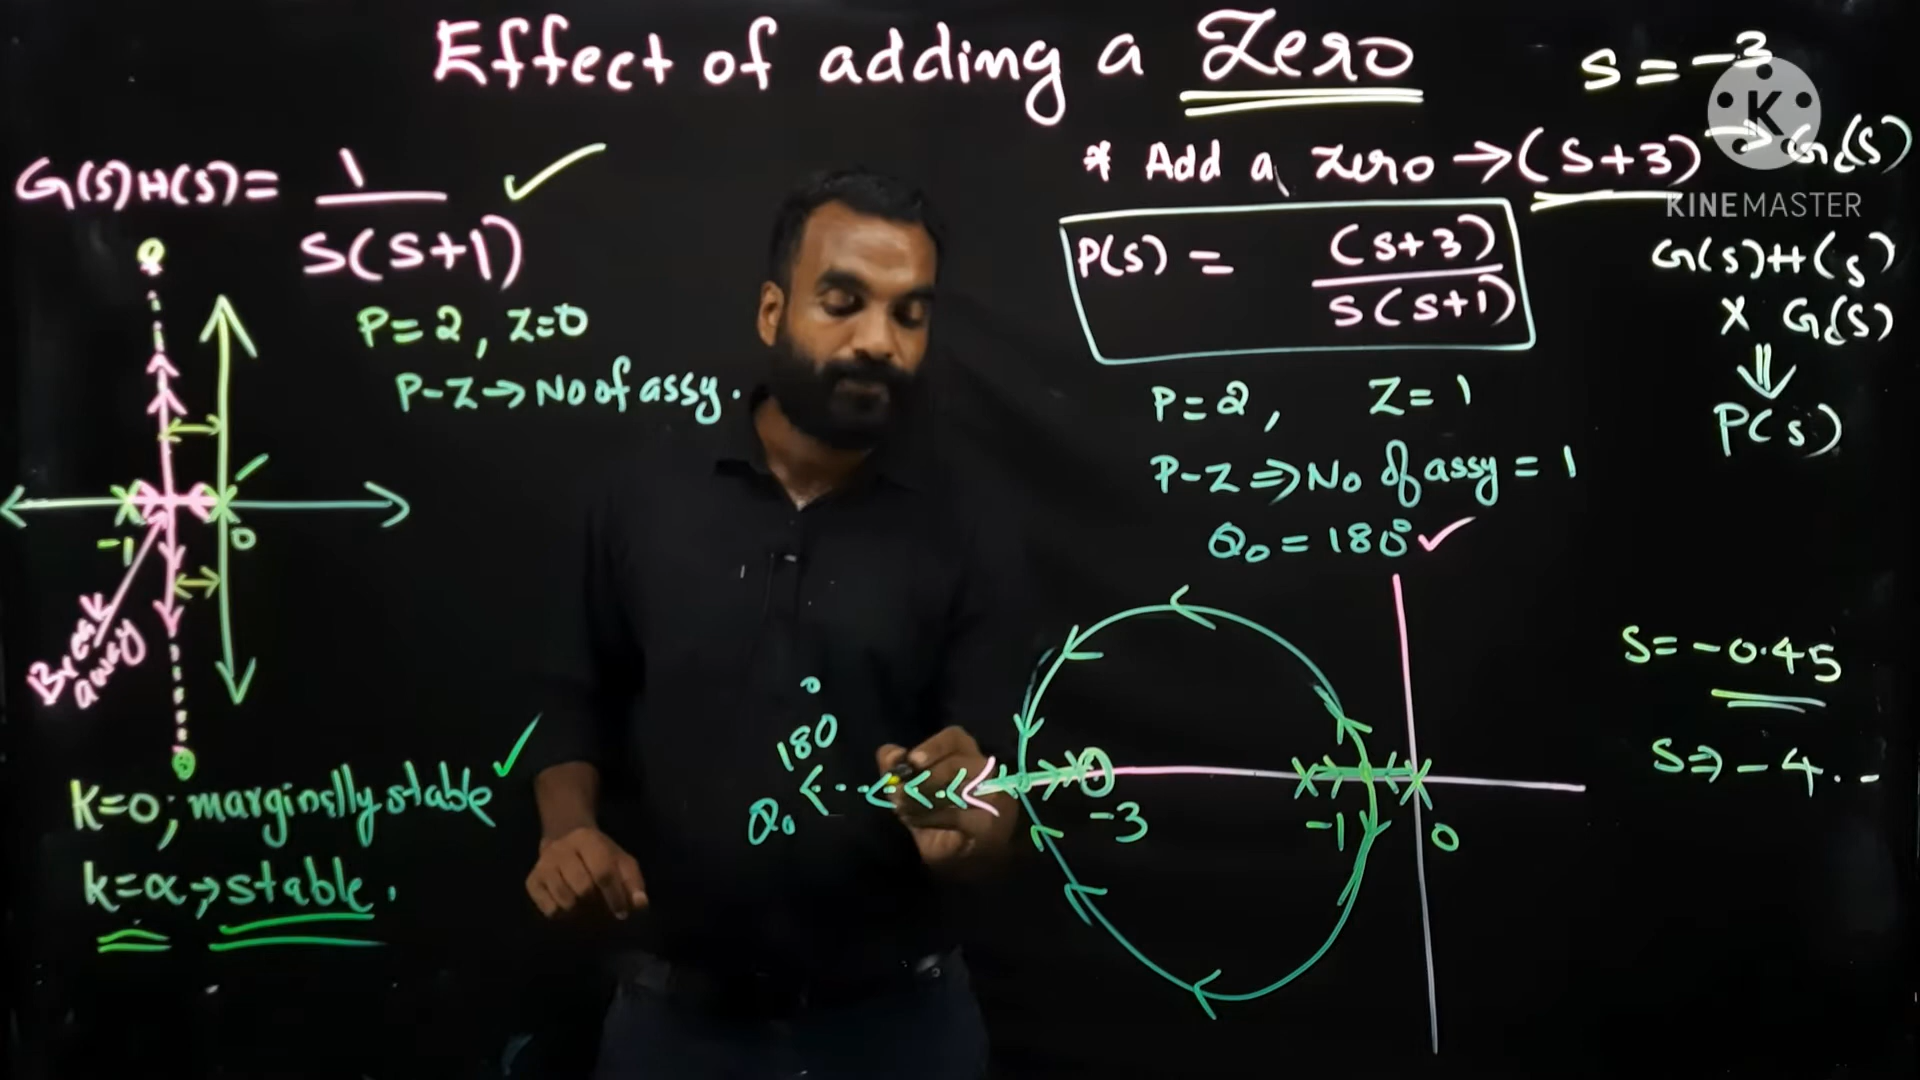 Effect of adding a Zero
s = -3
G(s)H(s) = 1 / s(s+1) ✓
P=2, Z=0
P-Z → No of assy.
-1
0
Break
away
K=0; marginally stable ✓
k=α → stable.
* Add a zero → (s+3) → Gc(s)
K
KINEMASTER
P(s) = (s+3) / s(s+1)
G(s)H(s)
X Gc(s)
⇓
P(s)
P=2, Z=1
P-Z ⇒ No of assy = 1
Q0 = 180° ✓
s = -0.45
s ⇒ -4..
180°
Q0
-3
-1
0